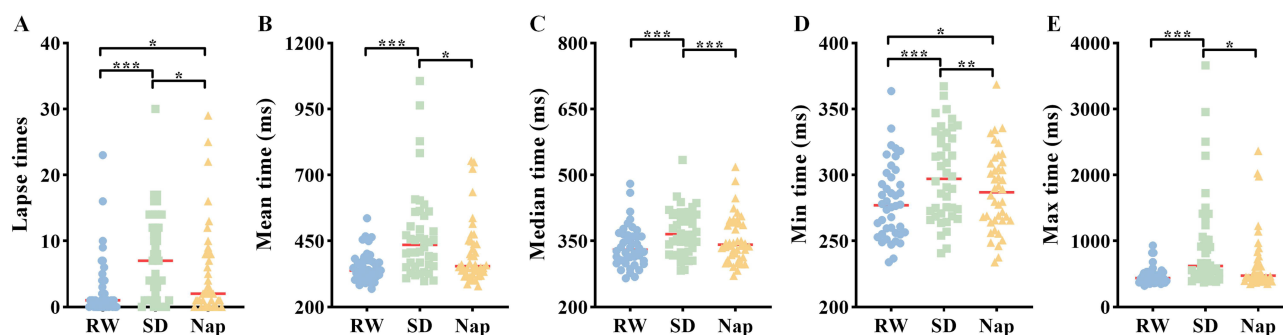 A
Lapse times
40
30
20
10
0
*
***
*
RW
SD
Nap
B
Mean time (ms)
1200
950
700
450
200
***
*
RW
SD
Nap
C
Median time (ms)
800
650
500
350
200
***
***
RW
SD
Nap
D
Min time (ms)
400
350
300
250
200
*
***
**
RW
SD
Nap
E
Max time (ms)
4000
3000
2000
1000
0
***
*
RW
SD
Nap